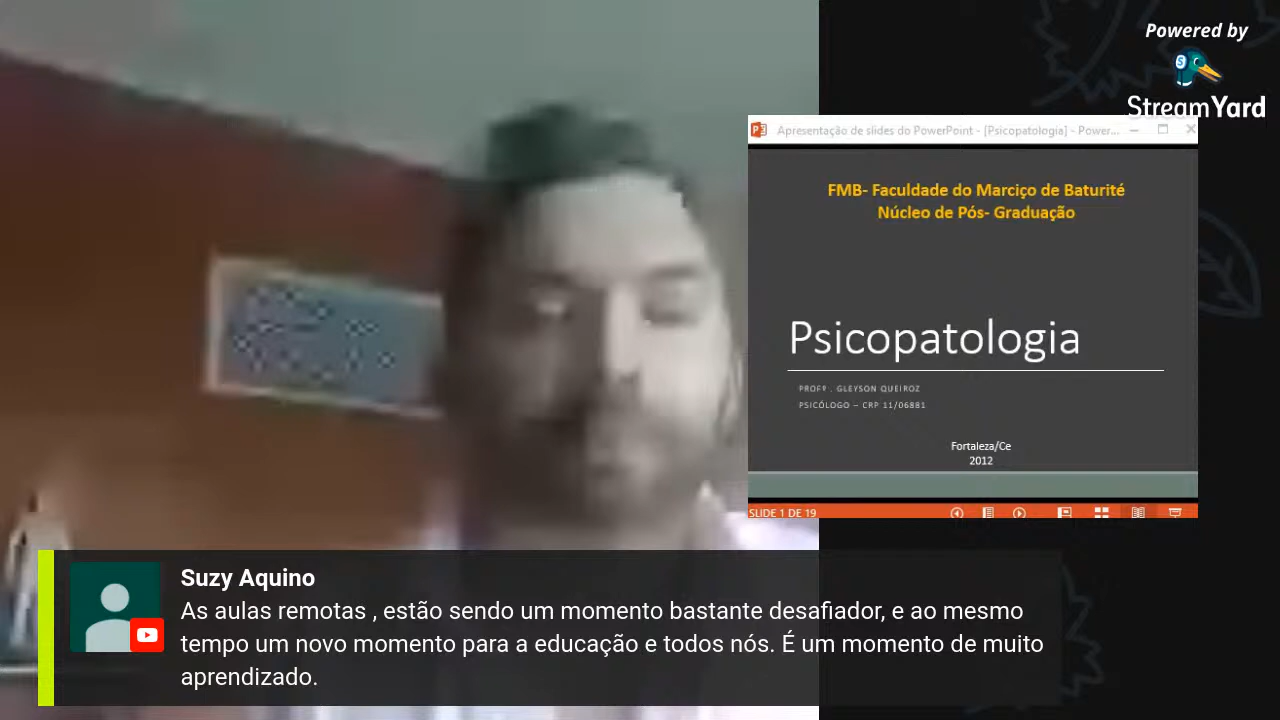 Powered by
StreamYard
Apresentação de slides do PowerPoint - [Psicopatologia] - Power...
FMB- Faculdade do Marciço de Baturité
Núcleo de Pós- Graduação
Psicopatologia
PROFº . GLEYSON QUEIROZ
PSICÓLOGO – CRP 11/06881
Fortaleza/Ce
2012
SLIDE 1 DE 19
Suzy Aquino
As aulas remotas , estão sendo um momento bastante desafiador, e ao mesmo
tempo um novo momento para a educação e todos nós. É um momento de muito
aprendizado.